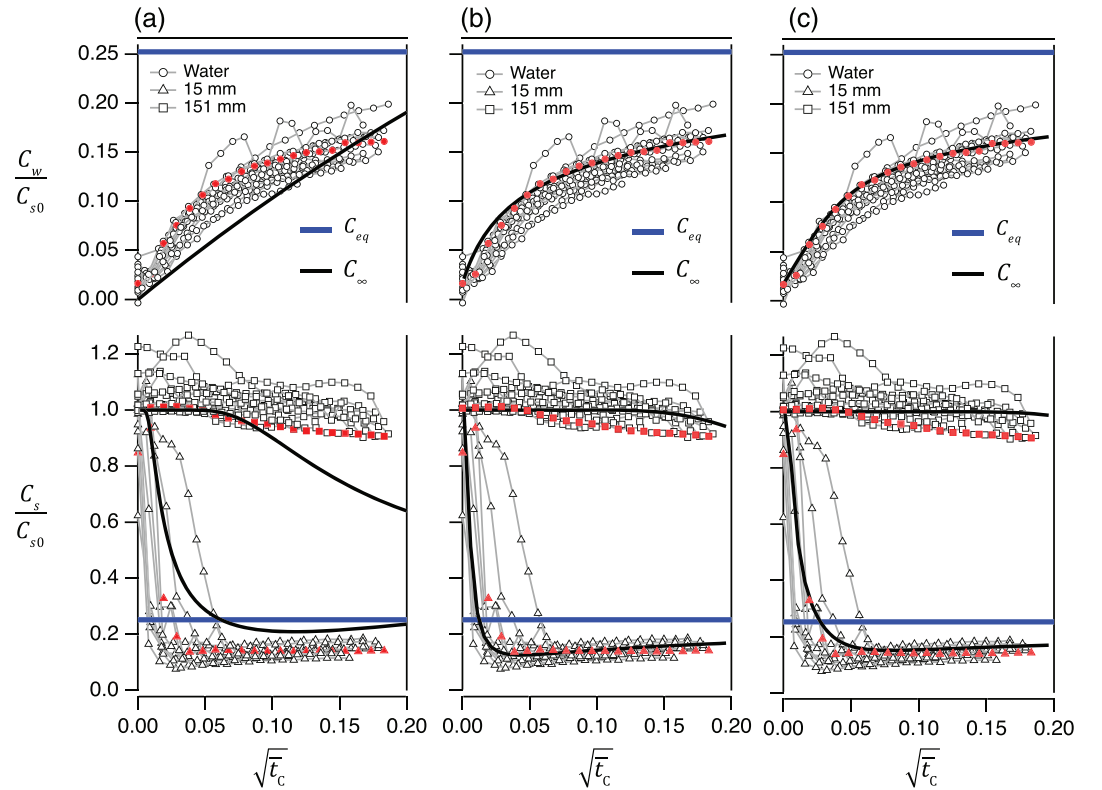 (a) (b) (c)
0.25
0.20
0.15
0.10
0.05
0.00
C_w / C_s0
Water
15 mm
151 mm
C_eq
C_∞
Water
15 mm
151 mm
C_eq
C_∞
Water
15 mm
151 mm
C_eq
C_∞
1.2
1.0
0.8
0.6
0.4
0.2
0.0
C_s / C_s0
0.00 0.05 0.10 0.15 0.20
0.00 0.05 0.10 0.15 0.20
0.00 0.05 0.10 0.15 0.20
√t̅_C √t̅_C √t̅_C